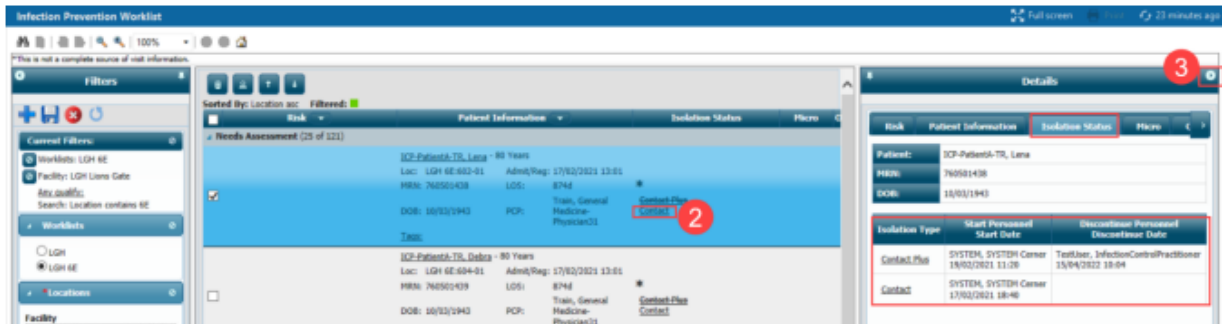 Infection Prevention Worklist
Full screen Print 23 minutes ago
100%
*This is not a complete source of visit information.
Filters
Current Filters:
Worklists: LGH 6E
Facility: LGH Lions Gate
Any qualify:
Search: Location contains 6E
Worklists
LGH
LGH 6E
*Locations
Facility
Sorted By: Location asc Filtered:
Risk Patient Information Isolation Status Micro
Needs Assessment (25 of 121)
ICP-PatientA-TR, Lena - 80 Years
Loc: LGH 6E:602-01 Admit/Reg: 17/02/2021 13:01
MRN: 760501438 LOS: 874d *
DOB: 10/03/1943 PCP: Train, General Medicine-Physician31
Contact Plus
Contact
2
Tags:
ICP-PatientA-TR, Debra - 80 Years
Loc: LGH 6E:604-01 Admit/Reg: 17/02/2021 13:01
MRN: 760501439 LOS: 874d *
DOB: 10/03/1943 PCP: Train, General Medicine-Physician31
Contact Plus
Contact
Details
3
Risk Patient Information Isolation Status Micro
Patient: ICP-PatientA-TR, Lena
MRN: 760501438
DOB: 10/03/1943
Isolation Type Start Personnel Start Date Discontinue Personnel Discontinue Date
Contact Plus SYSTEM, SYSTEM Cerner 19/02/2021 11:20 TestUser, InfectionControlPractitioner 15/04/2022 10:04
Contact SYSTEM, SYSTEM Cerner 17/02/2021 18:40